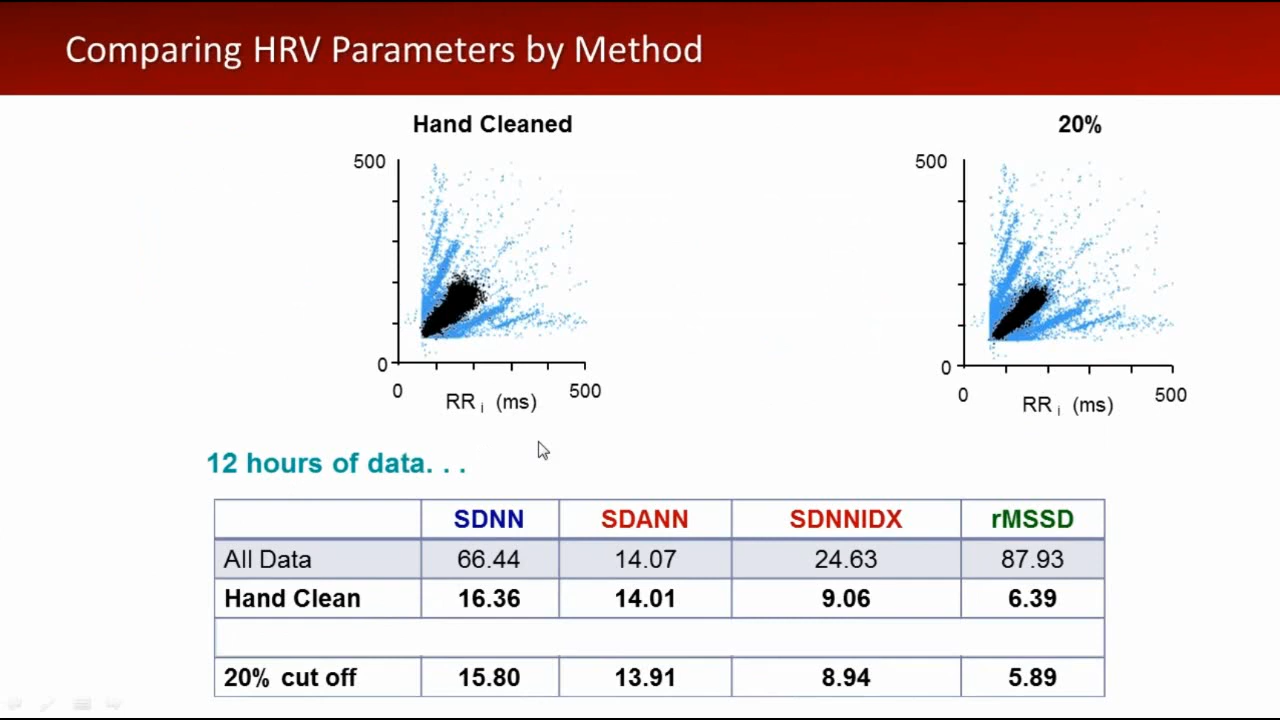 Comparing HRV Parameters by Method
Hand Cleaned
500
0
0
500
RR i (ms)
20%
500
0
0
500
RR i (ms)
12 hours of data. . .
SDNN SDANN SDNNIDX rMSSD
All Data 66.44 14.07 24.63 87.93
Hand Clean 16.36 14.01 9.06 6.39
20% cut off 15.80 13.91 8.94 5.89